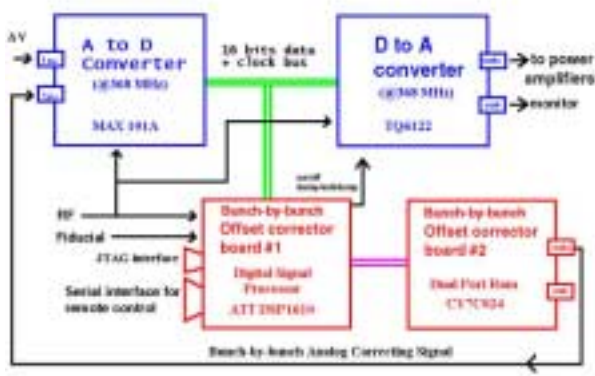 ΔV
A to D
Converter
(@368 MHz)
MAX 101A
16 bits data
+ clock bus
D to A
converter
(@368 MHz)
TQ6122
to power
amplifiers
monitor
RF
Fiducial
JTAG interface
Serial interface for
remote control
Bunch-by-bunch
Offset corrector
board #1
Digital Signal
Processor
ATT DSP1610
Bunch-by-bunch
Offset corrector
board #2
Dual Port Ram
CY7C024
Bunch-by-bunch Analog Correcting Signal